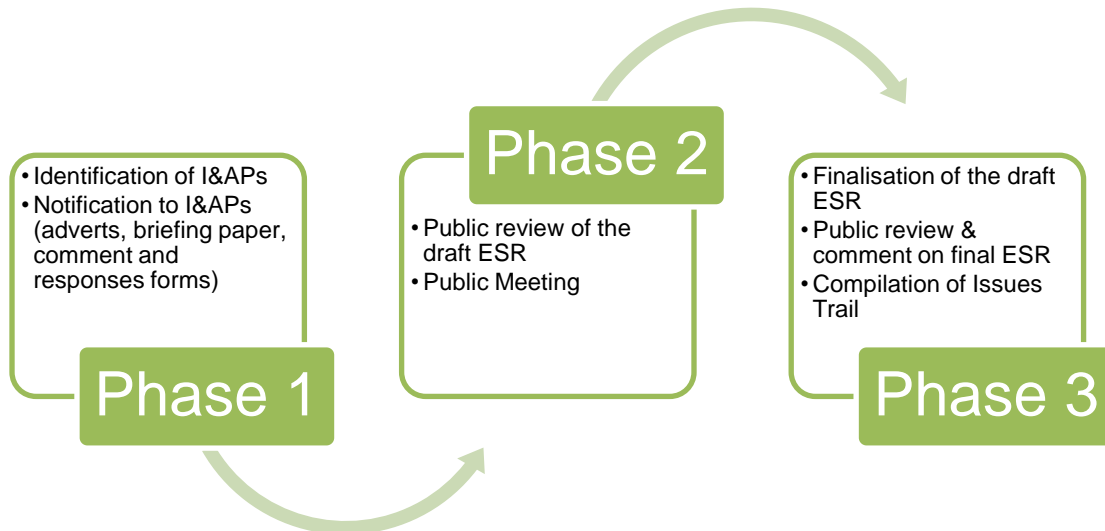 • Identification of I&APs
• Notification to I&APs
(adverts, briefing paper,
comment and
responses forms)
Phase 1
Phase 2
• Public review of the
draft ESR
• Public Meeting
• Finalisation of the draft
ESR
• Public review &
comment on final ESR
• Compilation of Issues
Trail
Phase 3